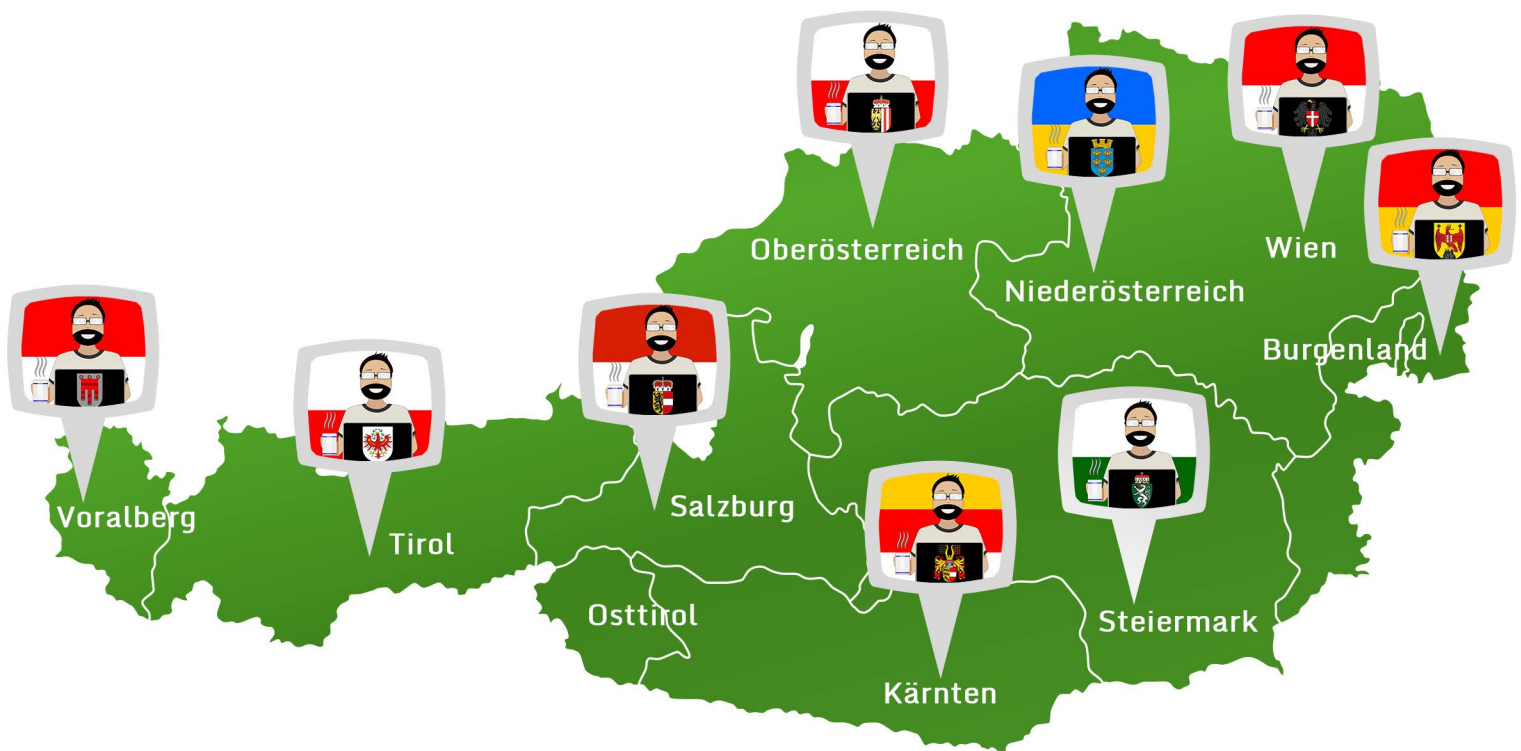 Oberösterreich
Wien
Niederösterreich
Burgenland
Salzburg
Voralberg
Tirol
Osttirol
Steiermark
Kärnten